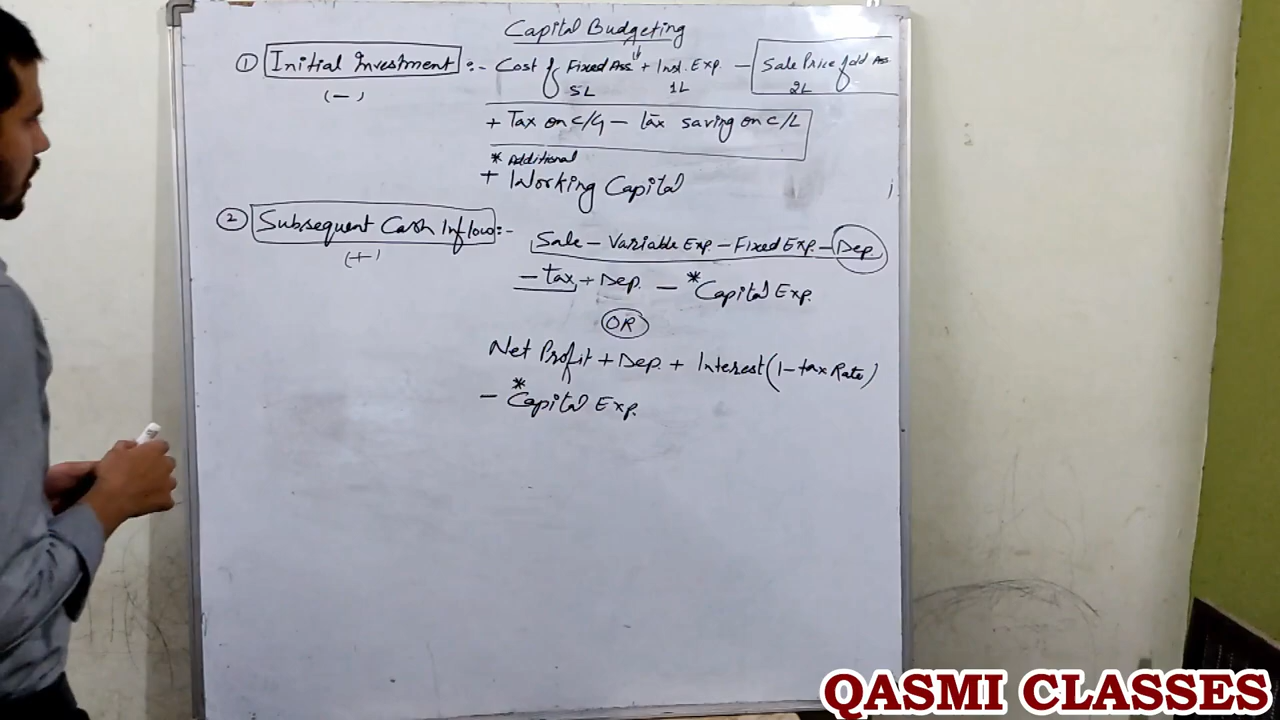 Capital Budgeting
① Initial Investment :- Cost of Fixed Ass + Inst. Exp. - Sale Price of old Ass.
5L 1L 2L
(-)
+ Tax on C/G - tax saving on C/L
* Additional
+ Working Capital
② Subsequent Cash Inflow :-
(+)
Sale - Variable Exp - Fixed Exp. - Dep.
- tax + Dep. - *Capital Exp.
OR
Net Profit + Dep. + Interest (1 - tax Rate)
- *Capital Exp.
QASMI CLASSES